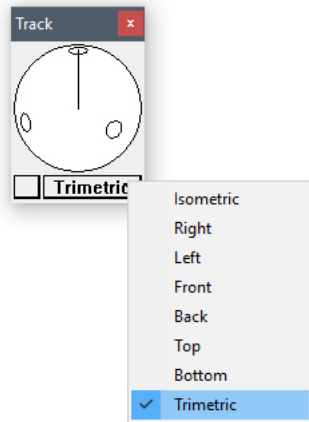 Track
x
Trimetric
Isometric
Right
Left
Front
Back
Top
Bottom
Trimetric